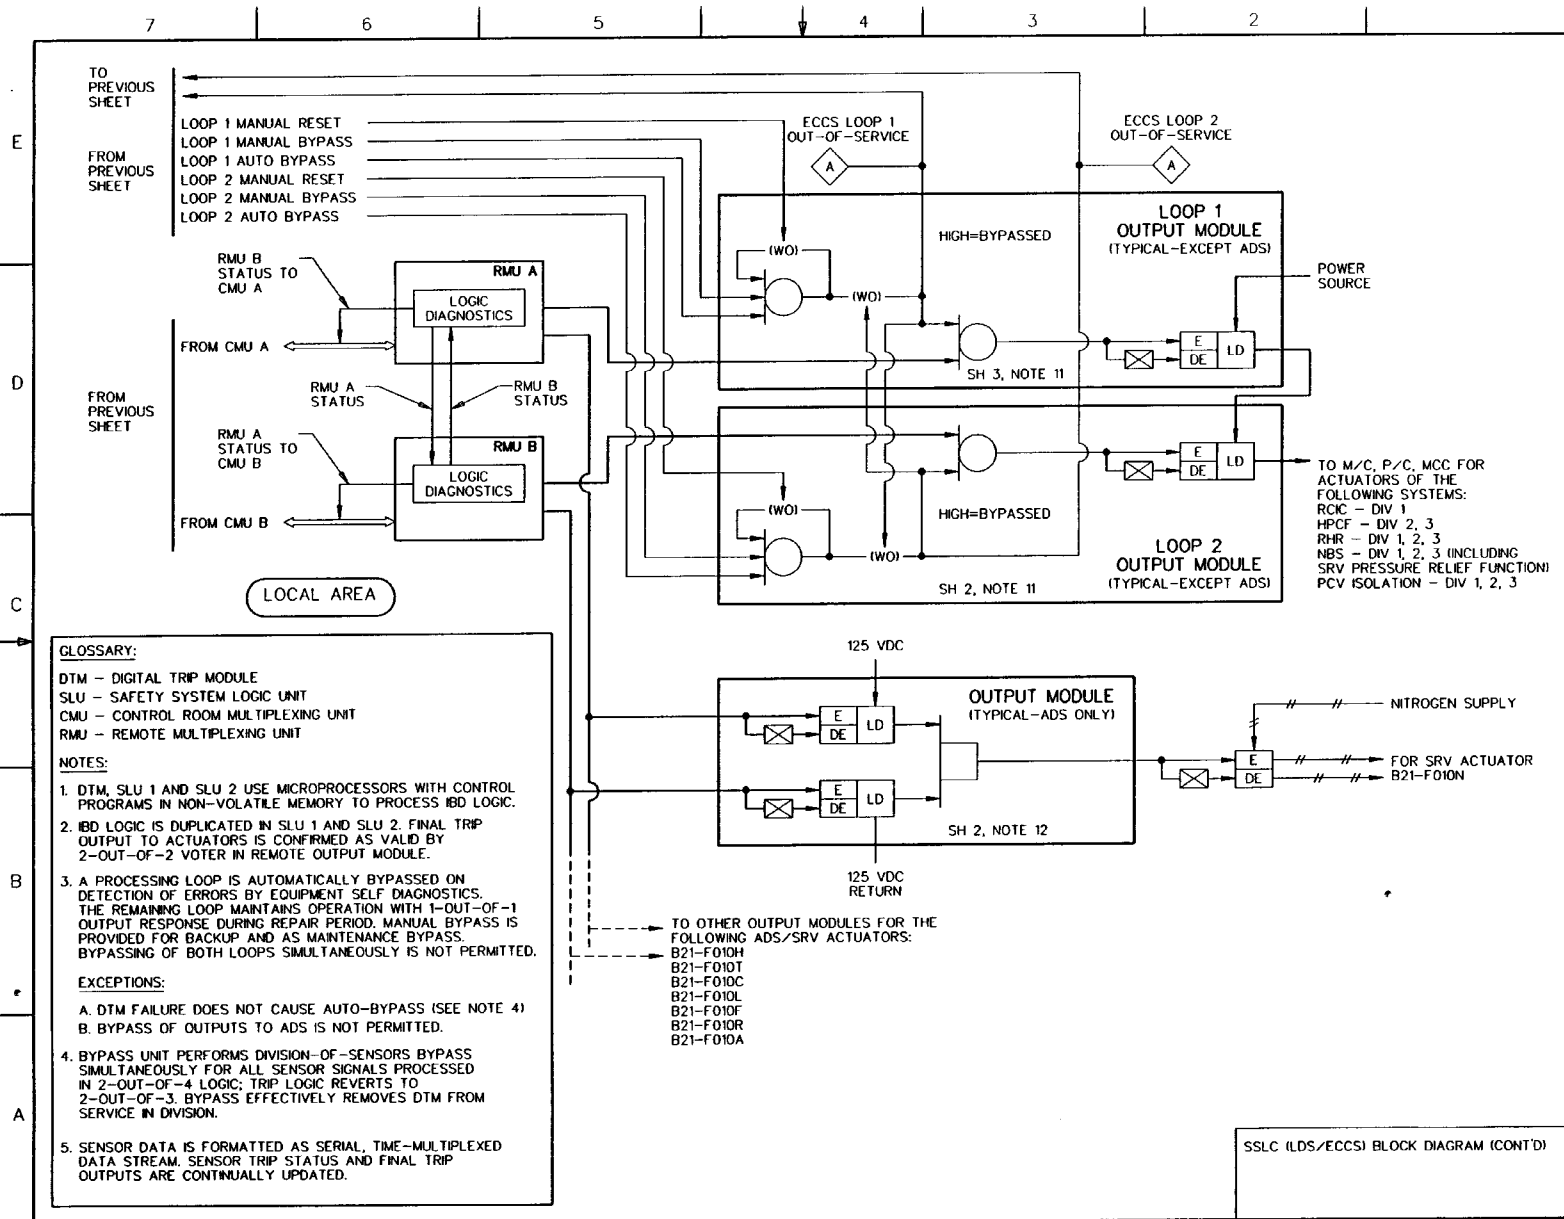 7 6 5 4 3 2
E
D
C
B
A
TO
PREVIOUS
SHEET
FROM
PREVIOUS
SHEET
LOOP 1 MANUAL RESET
LOOP 1 MANUAL BYPASS
LOOP 1 AUTO BYPASS
LOOP 2 MANUAL RESET
LOOP 2 MANUAL BYPASS
LOOP 2 AUTO BYPASS
ECCS LOOP 1
OUT-OF-SERVICE
A
ECCS LOOP 2
OUT-OF-SERVICE
A
LOOP 1
OUTPUT MODULE
(TYPICAL-EXCEPT ADS)
HIGH=BYPASSED
(WO)
(WO)
SH 3, NOTE 11
E
DE
LD
POWER
SOURCE
RMU B
STATUS TO
CMU A
RMU A
LOGIC
DIAGNOSTICS
FROM CMU A
RMU A
STATUS
RMU B
STATUS
FROM
PREVIOUS
SHEET
RMU A
STATUS TO
CMU B
RMU B
LOGIC
DIAGNOSTICS
FROM CMU B
E
DE
LD
(WO)
(WO)
HIGH=BYPASSED
LOOP 2
OUTPUT MODULE
(TYPICAL-EXCEPT ADS)
SH 2, NOTE 11
TO M/C, P/C, MCC FOR
ACTUATORS OF THE
FOLLOWING SYSTEMS:
RCIC - DIV 1
HPCF - DIV 2, 3
RHR - DIV 1, 2, 3
NBS - DIV 1, 2, 3 (INCLUDING
SRV PRESSURE RELIEF FUNCTION)
PCV ISOLATION - DIV 1, 2, 3
LOCAL AREA
GLOSSARY:
DTM - DIGITAL TRIP MODULE
SLU - SAFETY SYSTEM LOGIC UNIT
CMU - CONTROL ROOM MULTIPLEXING UNIT
RMU - REMOTE MULTIPLEXING UNIT
NOTES:
1. DTM, SLU 1 AND SLU 2 USE MICROPROCESSORS WITH CONTROL
PROGRAMS IN NON-VOLATILE MEMORY TO PROCESS IBD LOGIC.
2. IBD LOGIC IS DUPLICATED IN SLU 1 AND SLU 2. FINAL TRIP
OUTPUT TO ACTUATORS IS CONFIRMED AS VALID BY
2-OUT-OF-2 VOTER IN REMOTE OUTPUT MODULE.
3. A PROCESSING LOOP IS AUTOMATICALLY BYPASSED ON
DETECTION OF ERRORS BY EQUIPMENT SELF DIAGNOSTICS.
THE REMAINING LOOP MAINTAINS OPERATION WITH 1-OUT-OF-1
OUTPUT RESPONSE DURING REPAIR PERIOD. MANUAL BYPASS IS
PROVIDED FOR BACKUP AND AS MAINTENANCE BYPASS.
BYPASSING OF BOTH LOOPS SIMULTANEOUSLY IS NOT PERMITTED.
EXCEPTIONS:
A. DTM FAILURE DOES NOT CAUSE AUTO-BYPASS (SEE NOTE 4)
B. BYPASS OF OUTPUTS TO ADS IS NOT PERMITTED.
4. BYPASS UNIT PERFORMS DIVISION-OF-SENSORS BYPASS
SIMULTANEOUSLY FOR ALL SENSOR SIGNALS PROCESSED
IN 2-OUT-OF-4 LOGIC; TRIP LOGIC REVERTS TO
2-OUT-OF-3. BYPASS EFFECTIVELY REMOVES DTM FROM
SERVICE IN DIVISION.
5. SENSOR DATA IS FORMATTED AS SERIAL, TIME-MULTIPLEXED
DATA STREAM. SENSOR TRIP STATUS AND FINAL TRIP
OUTPUTS ARE CONTINUALLY UPDATED.
125 VDC
OUTPUT MODULE
(TYPICAL-ADS ONLY)
E
DE
LD
E
DE
LD
SH 2, NOTE 12
125 VDC
RETURN
NITROGEN SUPPLY
E
DE
FOR SRV ACTUATOR
B21-F010N
TO OTHER OUTPUT MODULES FOR THE
FOLLOWING ADS/SRV ACTUATORS:
B21-F010H
B21-F010T
B21-F010C
B21-F010L
B21-F010F
B21-F010R
B21-F010A
SSLC (LDS/ECCS) BLOCK DIAGRAM (CONT'D)